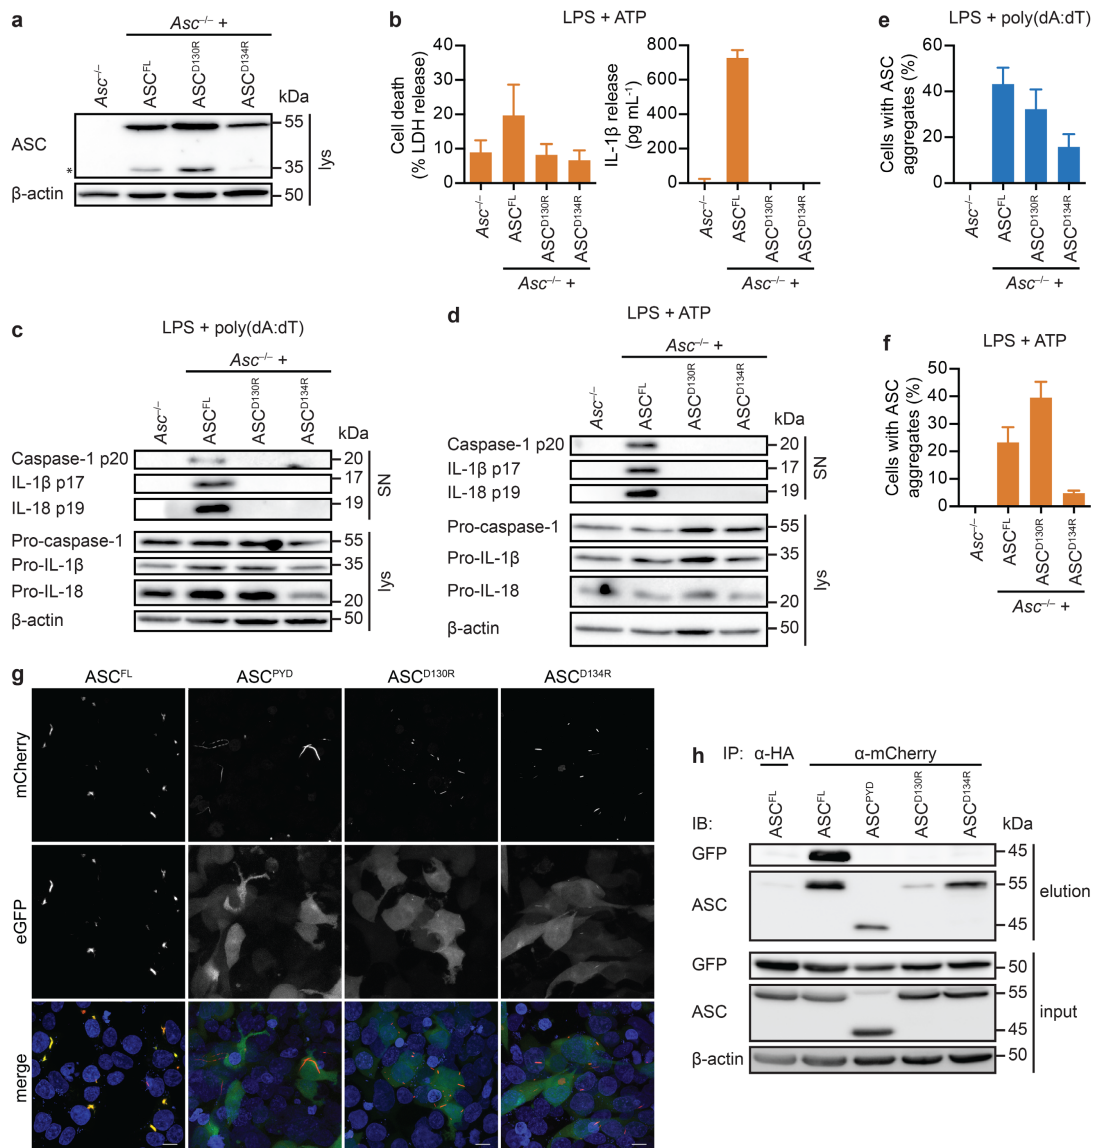 a
Asc–/– +
Asc–/–
ASCFL
ASCD130R
ASCD134R
kDa
ASC
55
*
35
β-actin
50
lys
b
LPS + ATP
Cell death
(% LDH release)
40
30
20
10
0
Asc–/–
ASCFL
ASCD130R
ASCD134R
Asc–/– +
IL-1β release
(pg mL-1)
800
600
400
200
0
Asc–/–
ASCFL
ASCD130R
ASCD134R
Asc–/– +
e
LPS + poly(dA:dT)
Cells with ASC
aggregates (%)
60
40
20
0
Asc–/–
ASCFL
ASCD130R
ASCD134R
Asc–/– +
c
LPS + poly(dA:dT)
Asc–/– +
Asc–/–
ASCFL
ASCD130R
ASCD134R
kDa
Caspase-1 p20
20
IL-1β p17
17
IL-18 p19
19
SN
Pro-caspase-1
55
Pro-IL-1β
35
Pro-IL-18
20
β-actin
50
lys
d
LPS + ATP
Asc–/– +
Asc–/–
ASCFL
ASCD130R
ASCD134R
kDa
Caspase-1 p20
20
IL-1β p17
17
IL-18 p19
19
SN
Pro-caspase-1
55
Pro-IL-1β
35
Pro-IL-18
20
β-actin
50
lys
f
LPS + ATP
Cells with ASC
aggregates (%)
50
40
30
20
10
0
Asc–/–
ASCFL
ASCD130R
ASCD134R
Asc–/– +
g
ASCFL
ASCPYD
ASCD130R
ASCD134R
mCherry
eGFP
merge
h
IP: α-HA α-mCherry
IB:
ASCFL
ASCFL
ASCPYD
ASCD130R
ASCD134R
kDa
GFP
45
ASC
55
45
elution
GFP
50
ASC
55
45
input
β-actin
50